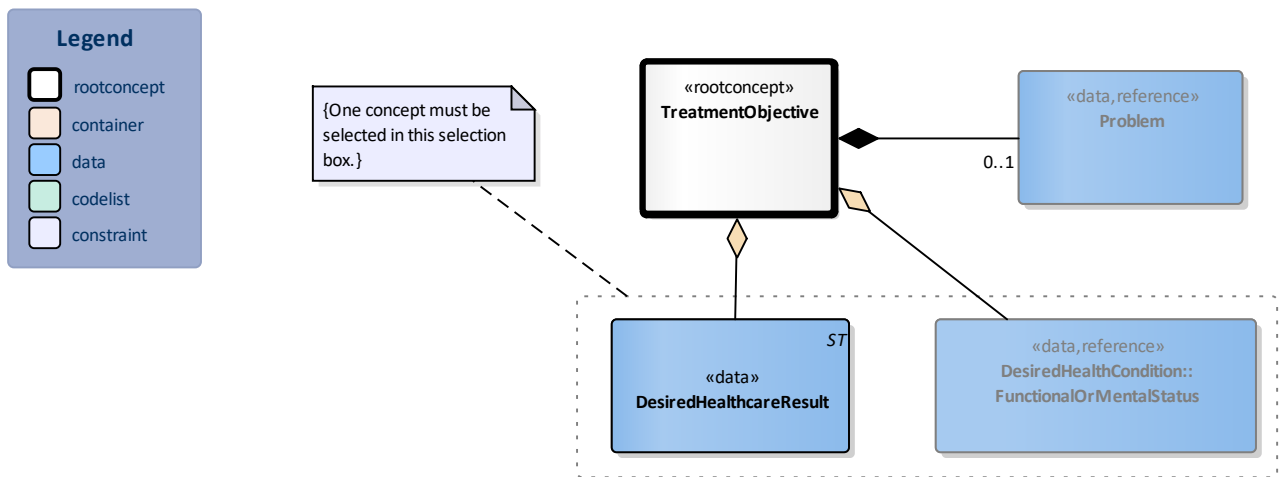 Legend
rootconcept
container
data
codelist
constraint
{One concept must be
selected in this selection
box.}
«rootconcept»
TreatmentObjective
«data,reference»
Problem
0..1
ST
«data»
DesiredHealthcareResult
«data,reference»
DesiredHealthCondition::
FunctionalOrMentalStatus